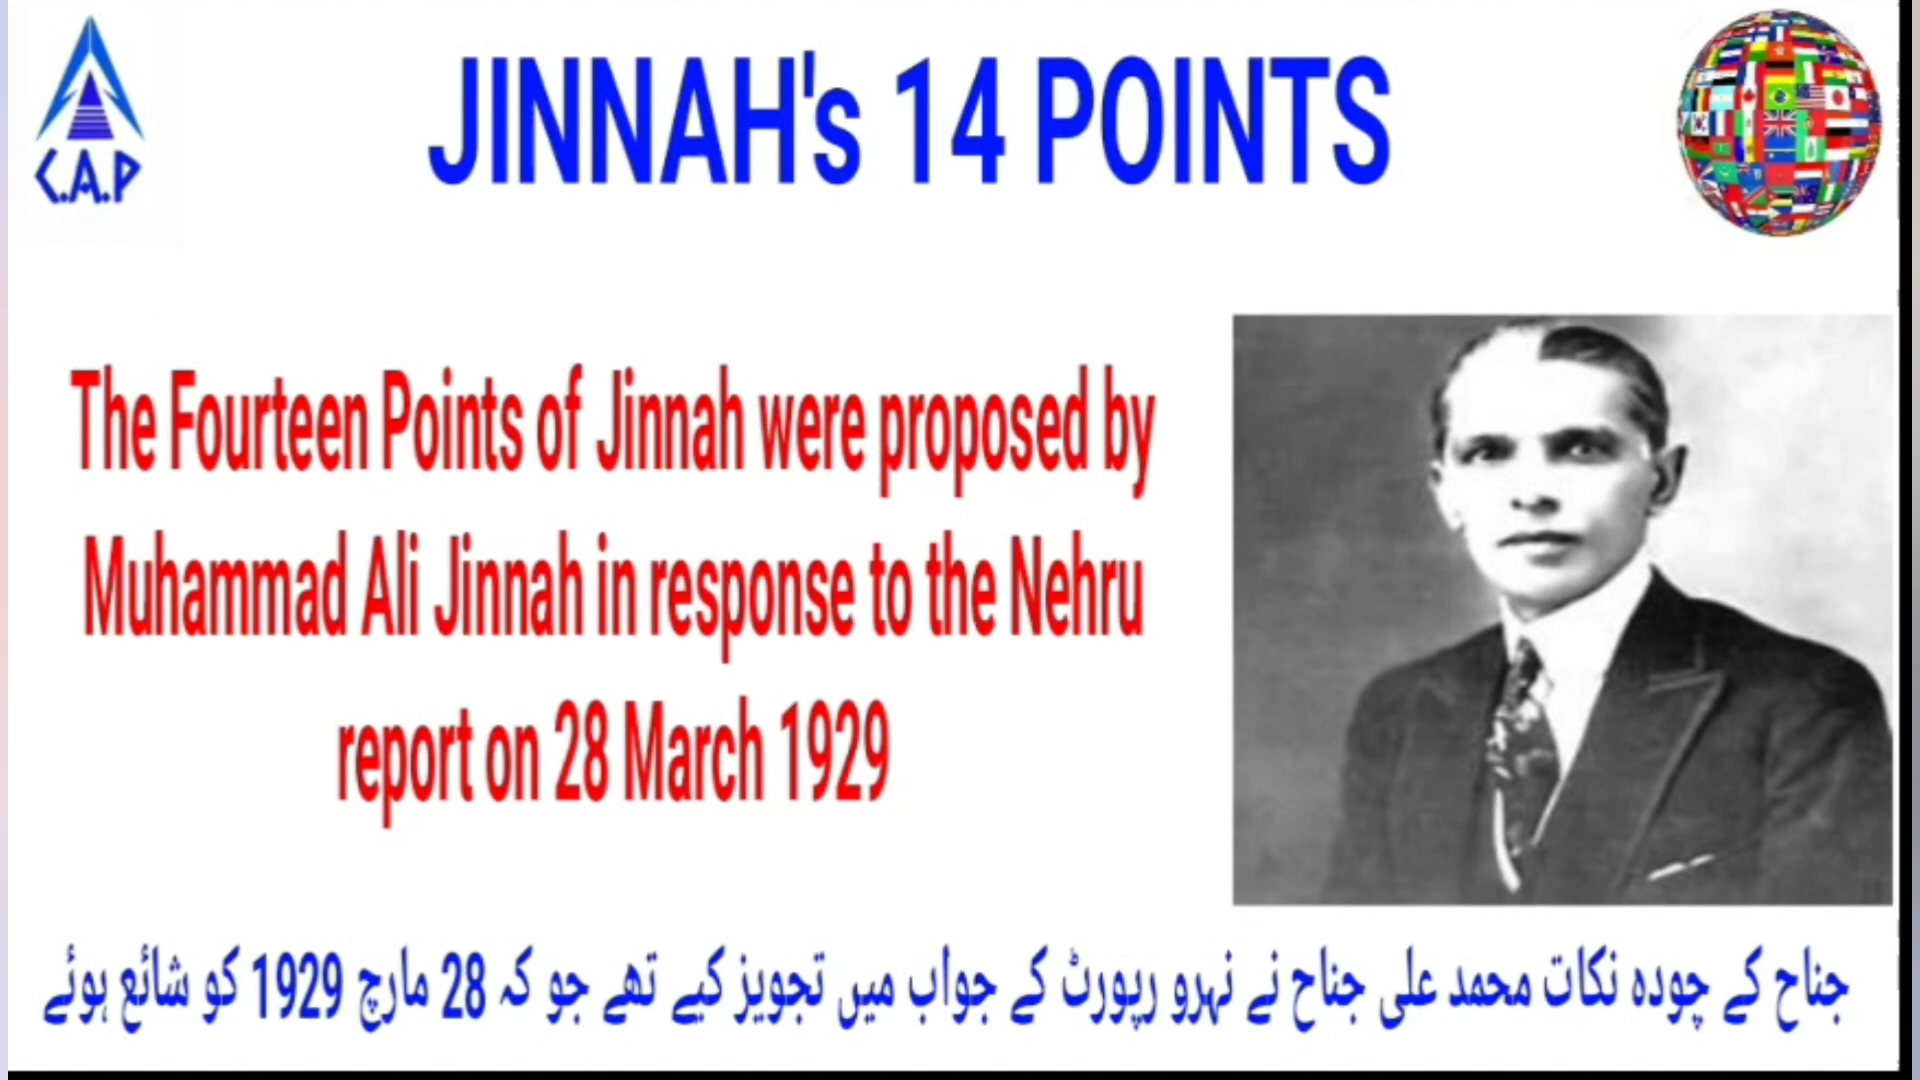 C.A.P
JINNAH's 14 POINTS
The Fourteen Points of Jinnah were proposed by
Muhammad Ali Jinnah in response to the Nehru
report on 28 March 1929
جناح کے چودہ نکات محمد علی جناح نے نہرو رپورٹ کے جواب میں تجویز کیے تھے جو کہ 28 مارچ 1929 کو شائع ہوئے